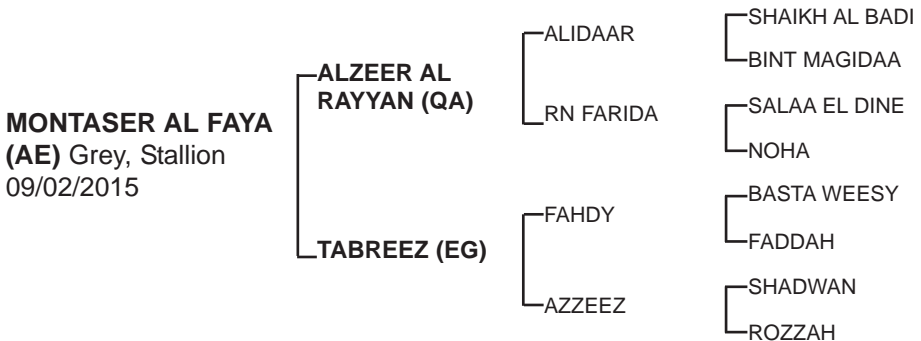 MONTASER AL FAYA
(AE) Grey, Stallion
09/02/2015
ALZEER AL
RAYYAN (QA)
TABREEZ (EG)
ALIDAAR
RN FARIDA
FAHDY
AZZEEZ
SHAIKH AL BADI
BINT MAGIDAA
SALAA EL DINE
NOHA
BASTA WEESY
FADDAH
SHADWAN
ROZZAH